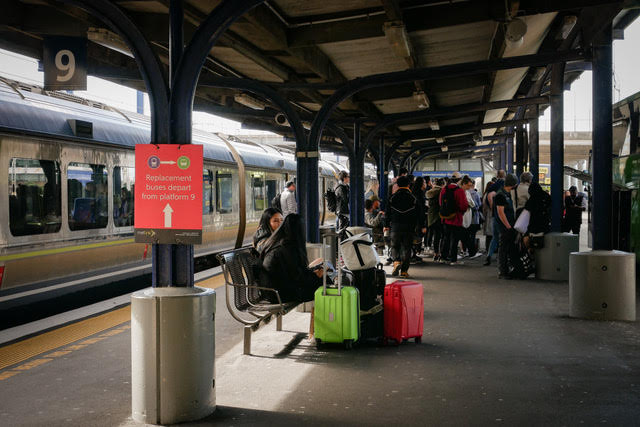 9
Replacement
buses depart
from platform 9